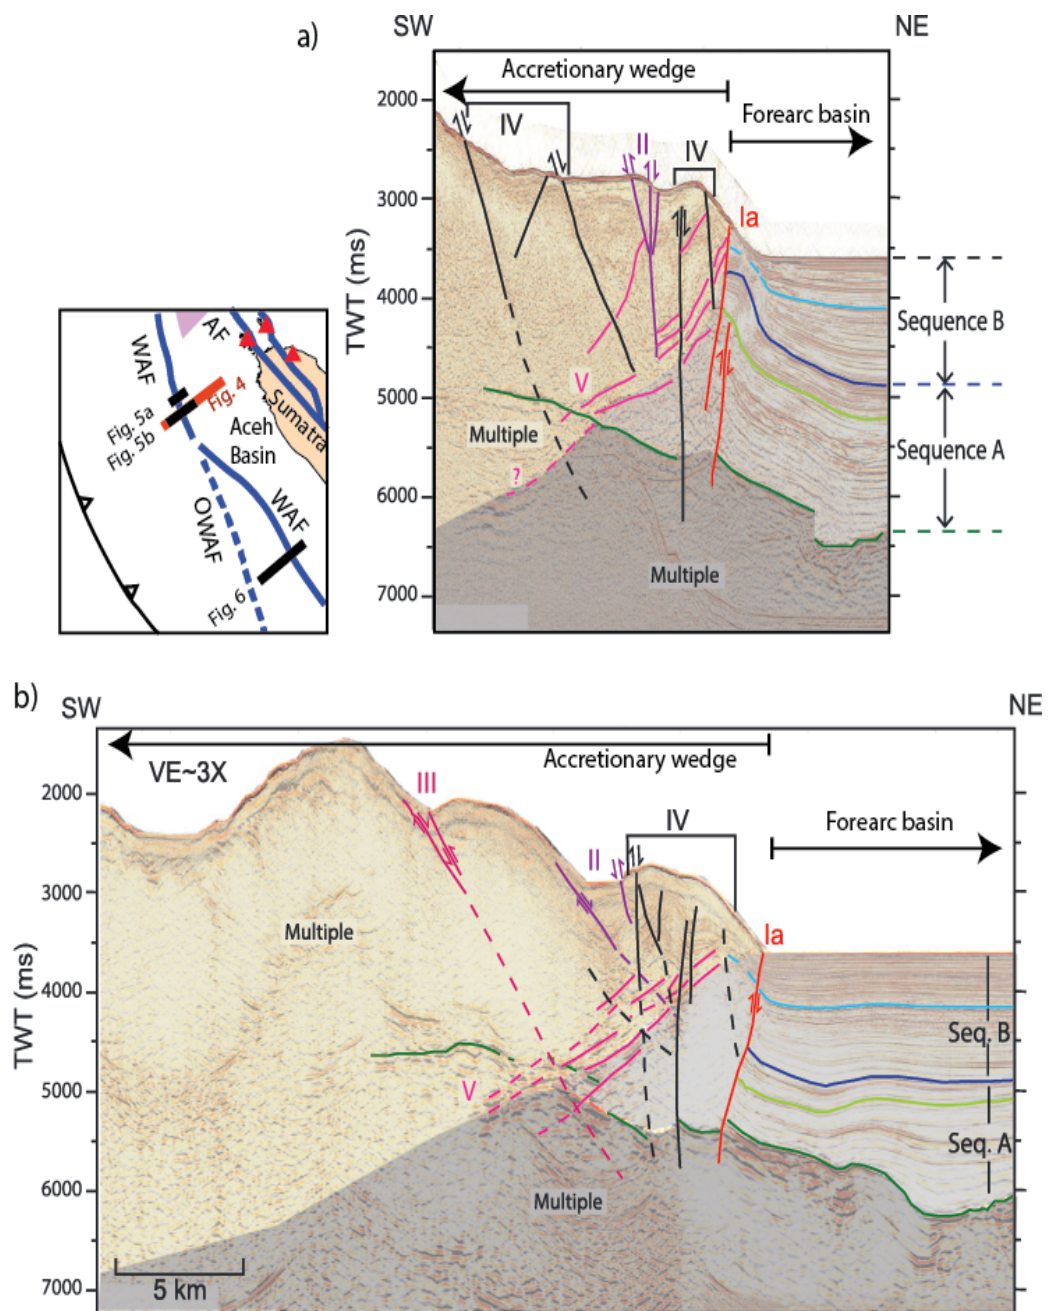 a)
SW
NE
Accretionary wedge
Forearc basin
IV
II
IV
Ia
2000
3000
4000
5000
6000
7000
TWT (ms)
V
Multiple
?
Multiple
Sequence B
Sequence A
WAF
AF
Fig. 4
Fig. 5a
Fig. 5b
Aceh
Basin
Sumatra
OWAF
WAF
Fig. 6
b)
SW
NE
Accretionary wedge
VE~3X
Forearc basin
III
II
IV
Ia
2000
3000
4000
5000
6000
7000
TWT (ms)
Multiple
V
Multiple
Seq. B
Seq. A
5 km